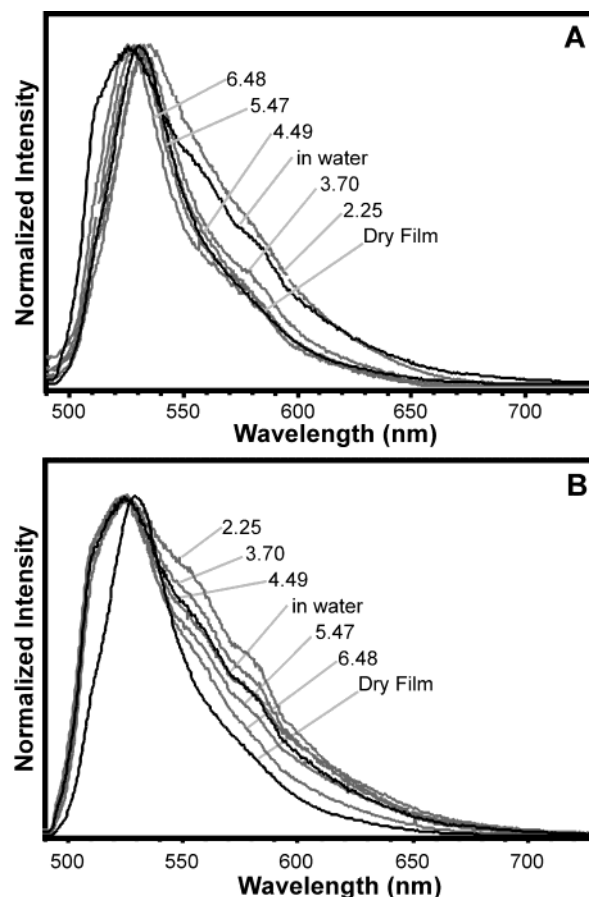 A
Normalized Intensity
6.48
5.47
4.49
in water
3.70
2.25
Dry Film
500 550 600 650 700
Wavelength (nm)
B
Normalized Intensity
2.25
3.70
4.49
in water
5.47
6.48
Dry Film
500 550 600 650 700
Wavelength (nm)